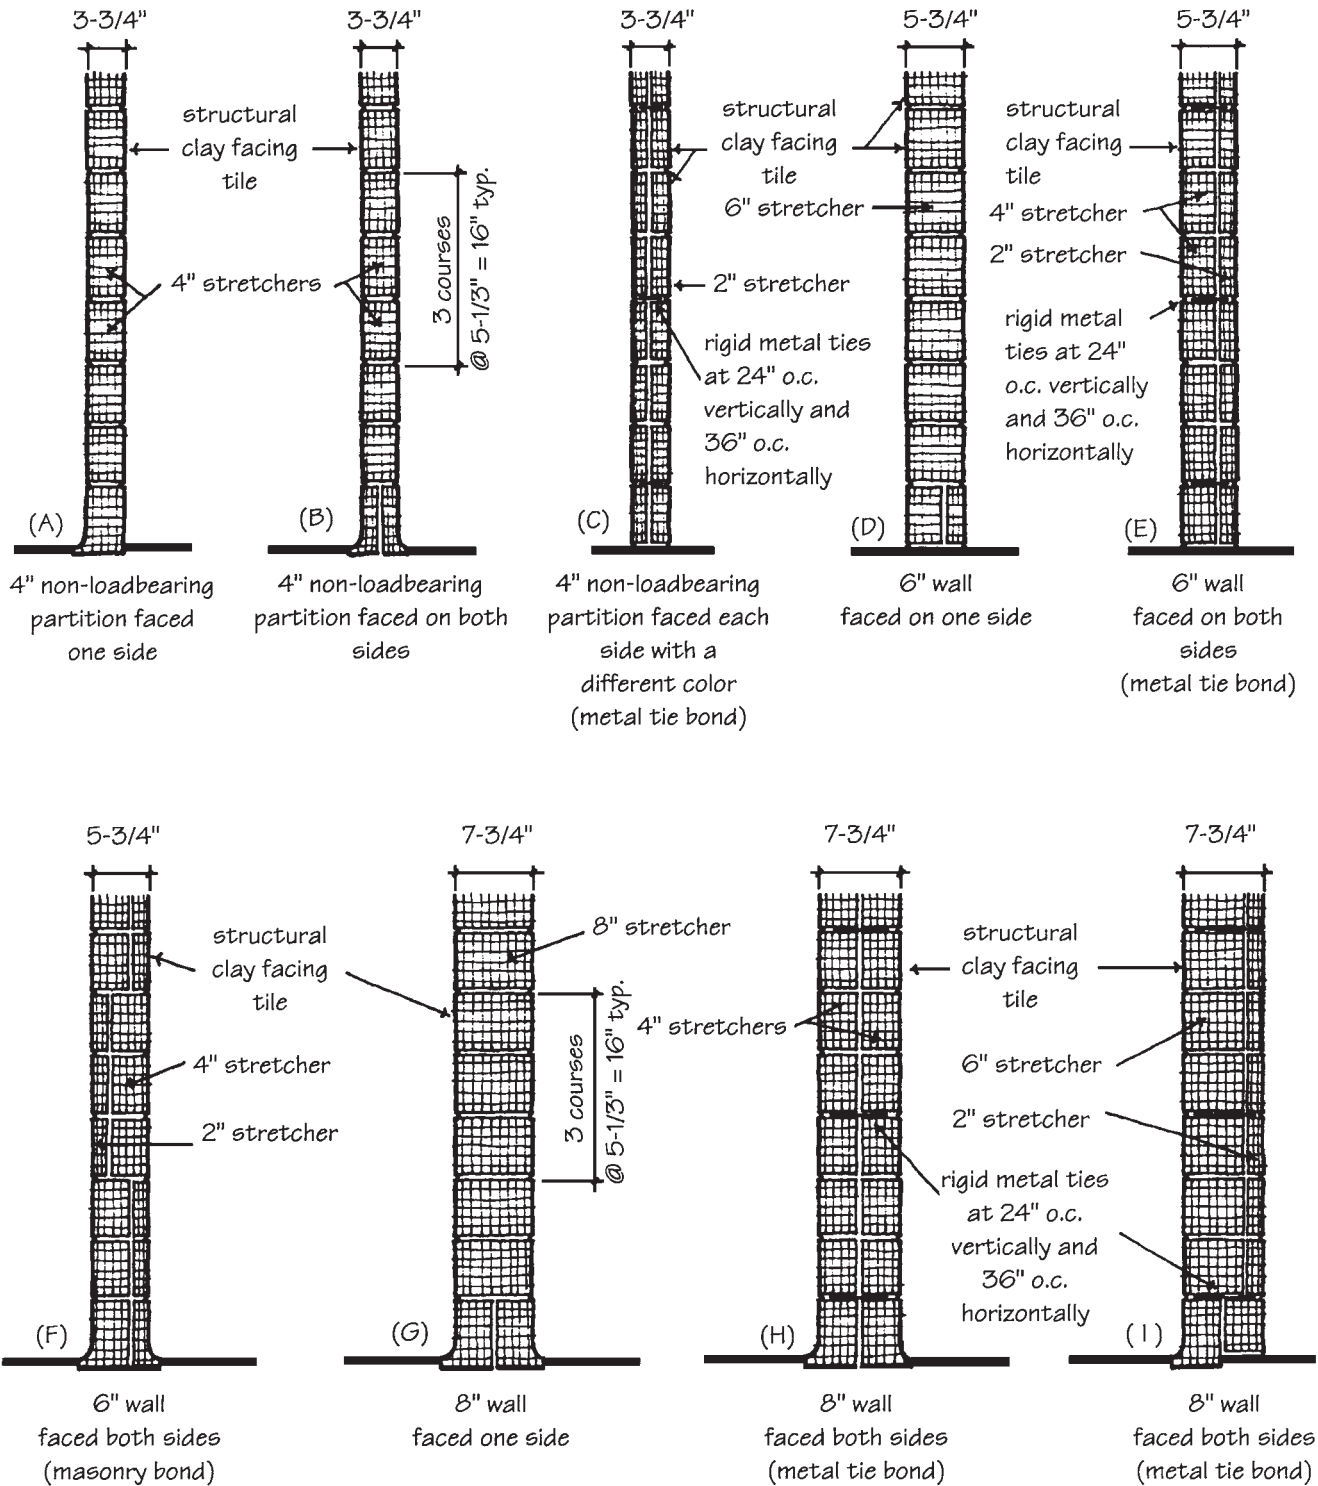 3-3/4"
3-3/4"
3-3/4"
5-3/4"
5-3/4"
structural
clay facing
tile
4" stretchers
3 courses
@ 5-1/3" = 16" typ.
structural
clay facing
tile
6" stretcher
2" stretcher
rigid metal ties
at 24" o.c.
vertically and
36" o.c.
horizontally
structural
clay facing
tile
4" stretcher
2" stretcher
rigid metal
ties at 24"
o.c. vertically
and 36" o.c.
horizontally
(A)
(B)
(C)
(D)
(E)
4" non-loadbearing
partition faced
one side
4" non-loadbearing
partition faced on both
sides
4" non-loadbearing
partition faced each
side with a
different color
(metal tie bond)
6" wall
faced on one side
6" wall
faced on both
sides
(metal tie bond)
5-3/4"
7-3/4"
7-3/4"
7-3/4"
structural
clay facing
tile
4" stretcher
2" stretcher
8" stretcher
3 courses
@ 5-1/3" = 16" typ.
4" stretchers
structural
clay facing
tile
6" stretcher
2" stretcher
rigid metal ties
at 24" o.c.
vertically and
36" o.c.
horizontally
(F)
(G)
(H)
(I)
6" wall
faced both sides
(masonry bond)
8" wall
faced one side
8" wall
faced both sides
(metal tie bond)
8" wall
faced both sides
(metal tie bond)